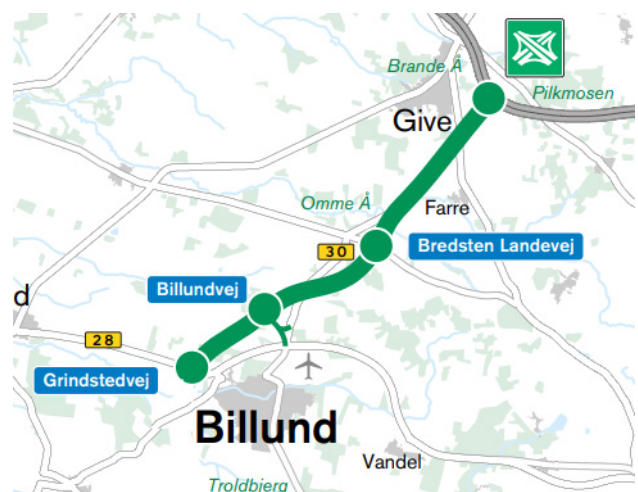 Brande Å
Pilkmosen
Give
Omme Å
Farre
30
Bredsten Landevej
Billundvej
d
28
Grindstedvej
Billund
Vandel
Troldbjerg